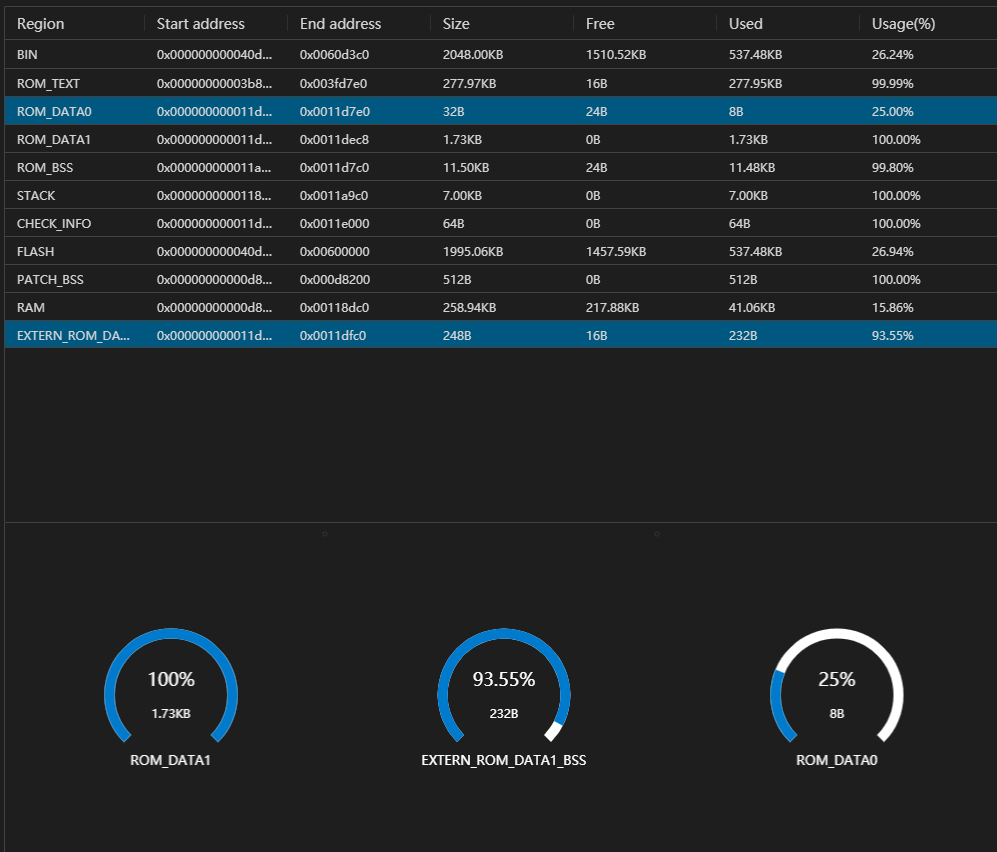 Region Start address End address Size Free Used Usage(%)
BIN 0x000000000040d... 0x0060d3c0 2048.00KB 1510.52KB 537.48KB 26.24%
ROM_TEXT 0x00000000003b8... 0x003fd7e0 277.97KB 16B 277.95KB 99.99%
ROM_DATA0 0x000000000011d... 0x0011d7e0 32B 24B 8B 25.00%
ROM_DATA1 0x000000000011d... 0x0011dec8 1.73KB 0B 1.73KB 100.00%
ROM_BSS 0x000000000011a... 0x0011d7c0 11.50KB 24B 11.48KB 99.80%
STACK 0x0000000000118... 0x0011a9c0 7.00KB 0B 7.00KB 100.00%
CHECK_INFO 0x000000000011d... 0x0011e000 64B 0B 64B 100.00%
FLASH 0x000000000040d... 0x00600000 1995.06KB 1457.59KB 537.48KB 26.94%
PATCH_BSS 0x00000000000d8... 0x000d8200 512B 0B 512B 100.00%
RAM 0x00000000000d8... 0x00118dc0 258.94KB 217.88KB 41.06KB 15.86%
EXTERN_ROM_DA... 0x000000000011d... 0x0011dfc0 248B 16B 232B 93.55%
100% 93.55% 25%
1.73KB 232B 8B
ROM_DATA1 EXTERN_ROM_DATA1_BSS ROM_DATA0